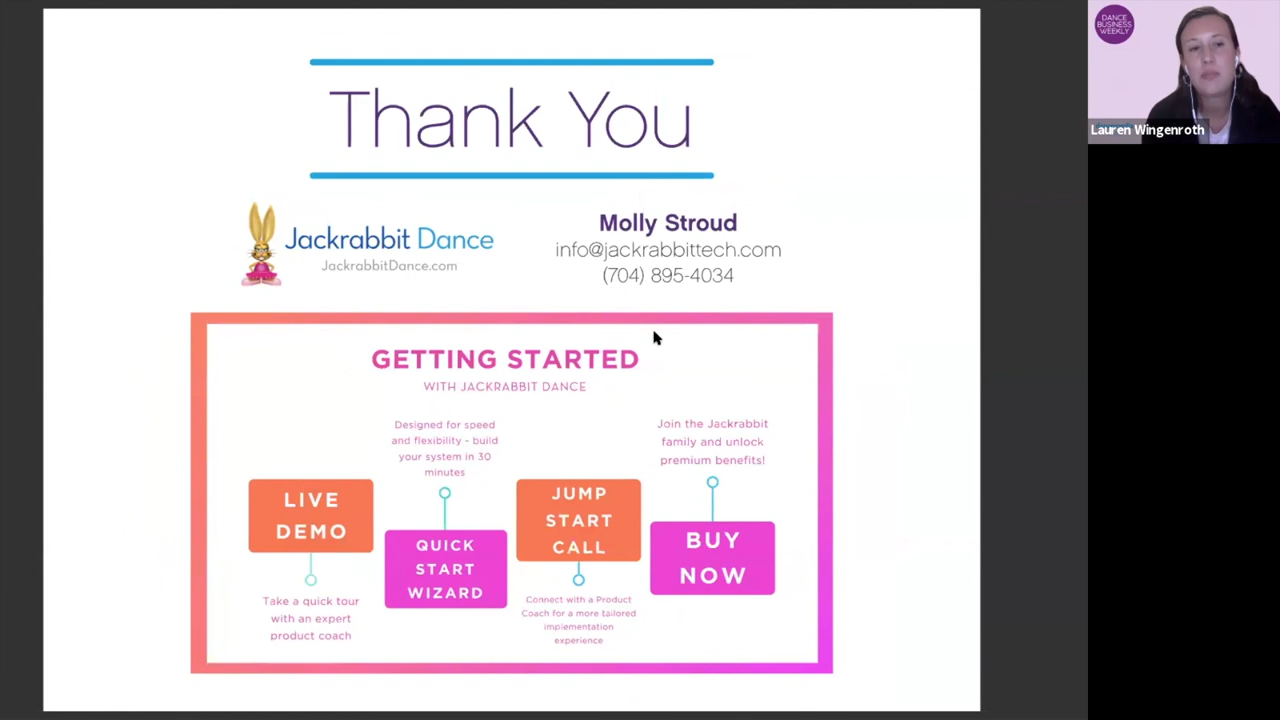 Thank You
Jackrabbit Dance
JackrabbitDance.com
Molly Stroud
info@jackrabbittech.com
(704) 895-4034
GETTING STARTED
WITH JACKRABBIT DANCE
LIVE
DEMO
Take a quick tour
with an expert
product coach
Designed for speed
and flexibility - build
your system in 30
minutes
QUICK
START
WIZARD
JUMP
START
CALL
Connect with a Product
Coach for a more tailored
implementation
experience
Join the Jackrabbit
family and unlock
premium benefits!
BUY
NOW
DANCE
BUSINESS
WEEKLY
Lauren Wingenroth